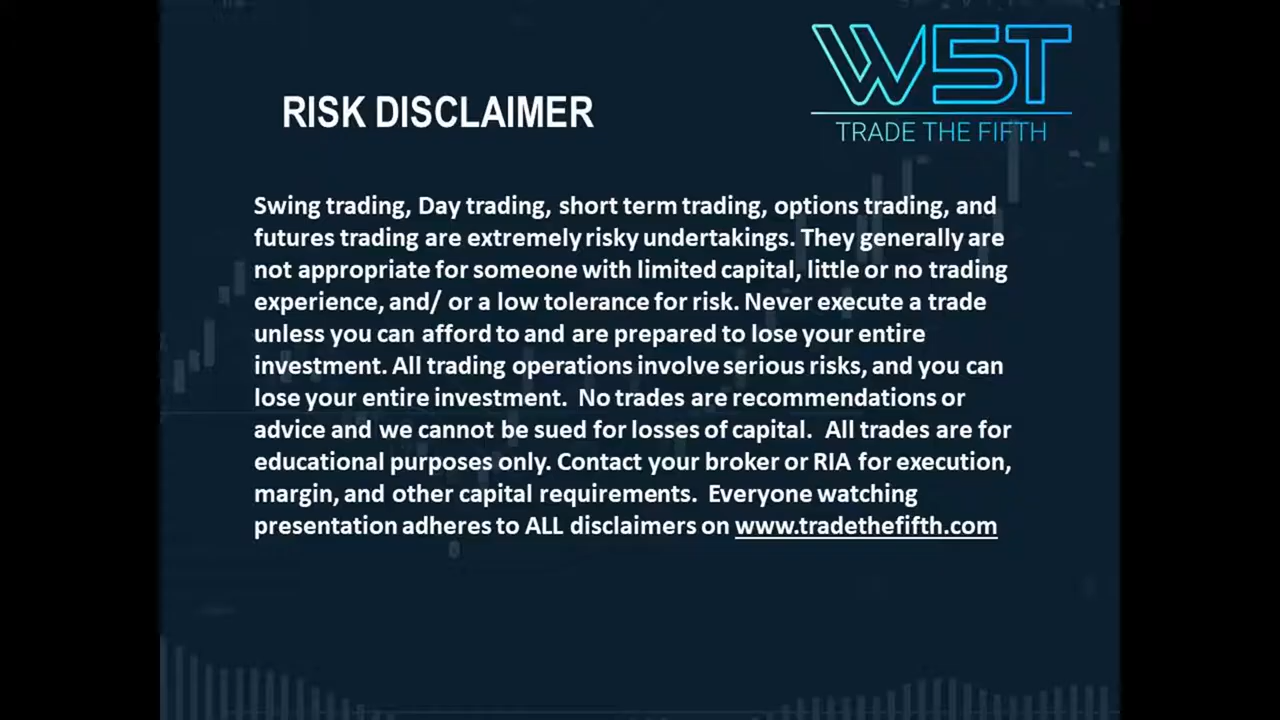 W5T
TRADE THE FIFTH
RISK DISCLAIMER
Swing trading, Day trading, short term trading, options trading, and
futures trading are extremely risky undertakings. They generally are
not appropriate for someone with limited capital, little or no trading
experience, and/ or a low tolerance for risk. Never execute a trade
unless you can afford to and are prepared to lose your entire
investment. All trading operations involve serious risks, and you can
lose your entire investment.  No trades are recommendations or
advice and we cannot be sued for losses of capital.  All trades are for
educational purposes only. Contact your broker or RIA for execution,
margin, and other capital requirements.  Everyone watching
presentation adheres to ALL disclaimers on www.tradethefifth.com